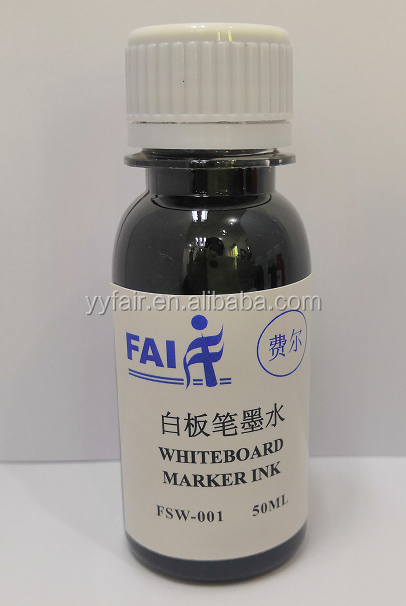 yyfair.en.alibaba.com
FAI
费尔
白板笔墨水
WHITEBOARD
MARKER INK
FSW-001 50ML